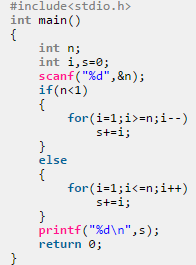 #include<stdio.h>
int main()
{
    int n;
    int i,s=0;
    scanf("%d",&n);
    if(n<1)
    {
        for(i=1;i>=n;i--)
            s+=i;
    }
    else
    {
        for(i=1;i<=n;i++)
            s+=i;
    }
    printf("%d\n",s);
    return 0;
}